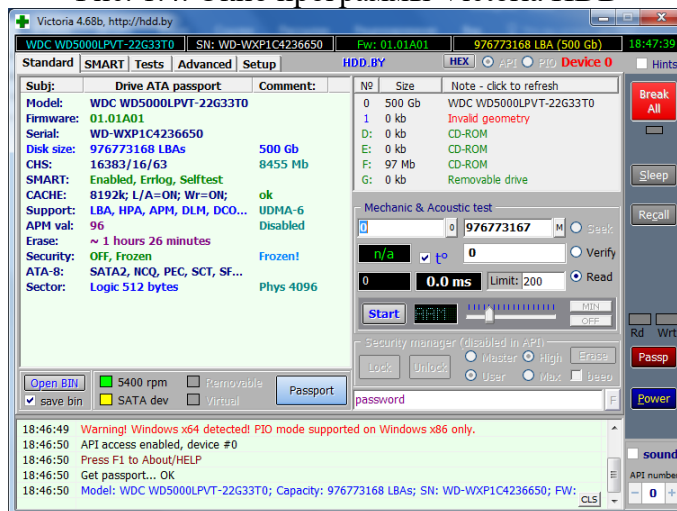 Рис. 1.4. Окно программы Victoria HDD
Victoria 4.68b, http://hdd.by
WDC WD5000LPVT-22G33T0 SN: WD-WXP1C4236650 Fw: 01.01A01 976773168 LBA (500 Gb) 18:47:39
Standard SMART Tests Advanced Setup HDD.BY HEX API PIO Device 0 Hints
Subj: Drive ATA passport Comment:
Model: WDC WD5000LPVT-22G33T0
Firmware: 01.01A01
Serial: WD-WXP1C4236650
Disk size: 976773168 LBAs 500 Gb
CHS: 16383/16/63 8455 Mb
SMART: Enabled, Errlog, Selftest
CACHE: 8192k; L/A=ON; Wr=ON; ok
Support: LBA, HPA, APM, DLM, DCO... UDMA-6
APM val: 96 Disabled
Erase: ~ 1 hours 26 minutes
Security: OFF, Frozen Frozen!
ATA-8: SATA2, NCQ, PEC, SCT, SF...
Sector: Logic 512 bytes Phys 4096
№ Size Note - click to refresh
0 500 Gb WDC WD5000LPVT-22G33T0
1 0 kb Invalid geometry
D: 0 kb CD-ROM
E: 0 kb CD-ROM
F: 97 Mb CD-ROM
G: 0 kb Removable drive
Mechanic & Acoustic test
0 0 976773167 M Seek
n/a tº 0 Verify
0 0.0 ms Limit: 200 Read
Start AAM MIN
OFF
Security manager (disabled in API)
Lock Unlock Master High Erase
User Max beep
password F
Open BIN 5400 rpm Removable Passport
save bin SATA dev Virtual
Break All
Sleep
Recall
Rd Wrt
Passp
Power
sound
API number
- 0 +
18:46:49 Warning! Windows x64 detected! PIO mode supported on Windows x86 only.
18:46:50 API access enabled, device #0
18:46:50 Press F1 to About/HELP
18:46:50 Get passport... OK
18:46:50 Model: WDC WD5000LPVT-22G33T0; Capacity: 976773168 LBAs; SN: WD-WXP1C4236650; FW:
CLS